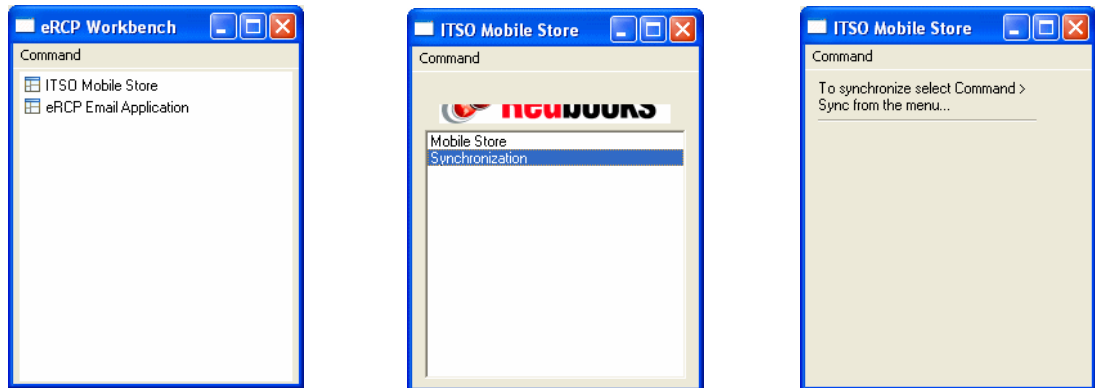 eRCP Workbench
Command
ITSO Mobile Store
eRCP Email Application
ITSO Mobile Store
Command
Redbooks
Mobile Store
Synchronization
ITSO Mobile Store
Command
To synchronize select Command >
Sync from the menu...